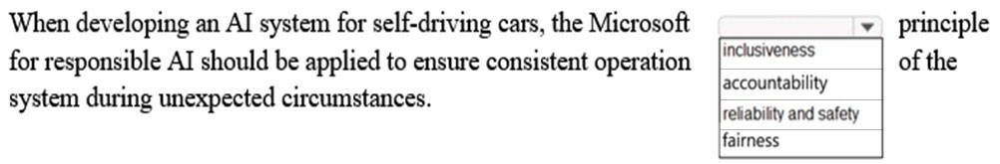 When developing an AI system for self-driving cars, the Microsoft principle
for responsible AI should be applied to ensure consistent operation of the
system during unexpected circumstances.
inclusiveness
accountability
reliability and safety
fairness